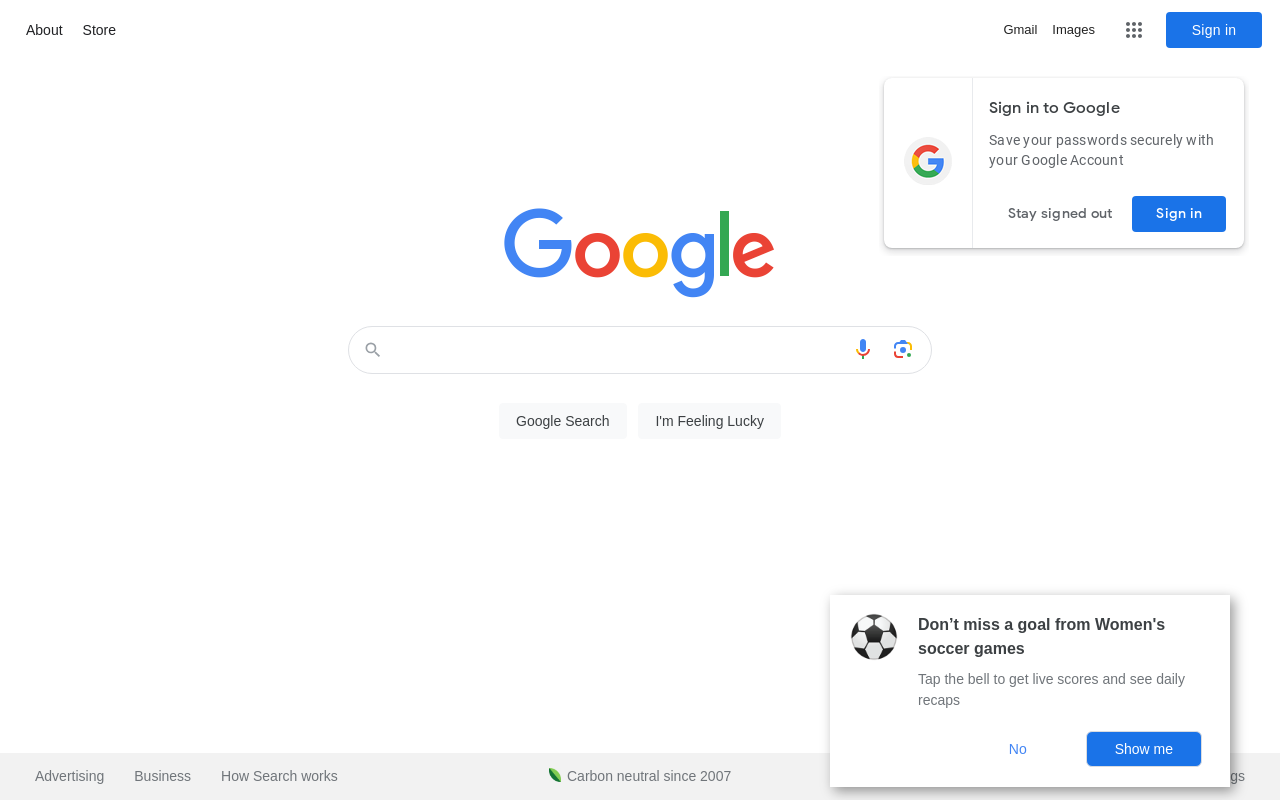 About Store
Gmail Images Sign in
Sign in to Google
Save your passwords securely with
your Google Account
Stay signed out Sign in
Google
Google Search I'm Feeling Lucky
Don’t miss a goal from Women's
soccer games
Tap the bell to get live scores and see daily
recaps
No Show me
Advertising Business How Search works Carbon neutral since 2007